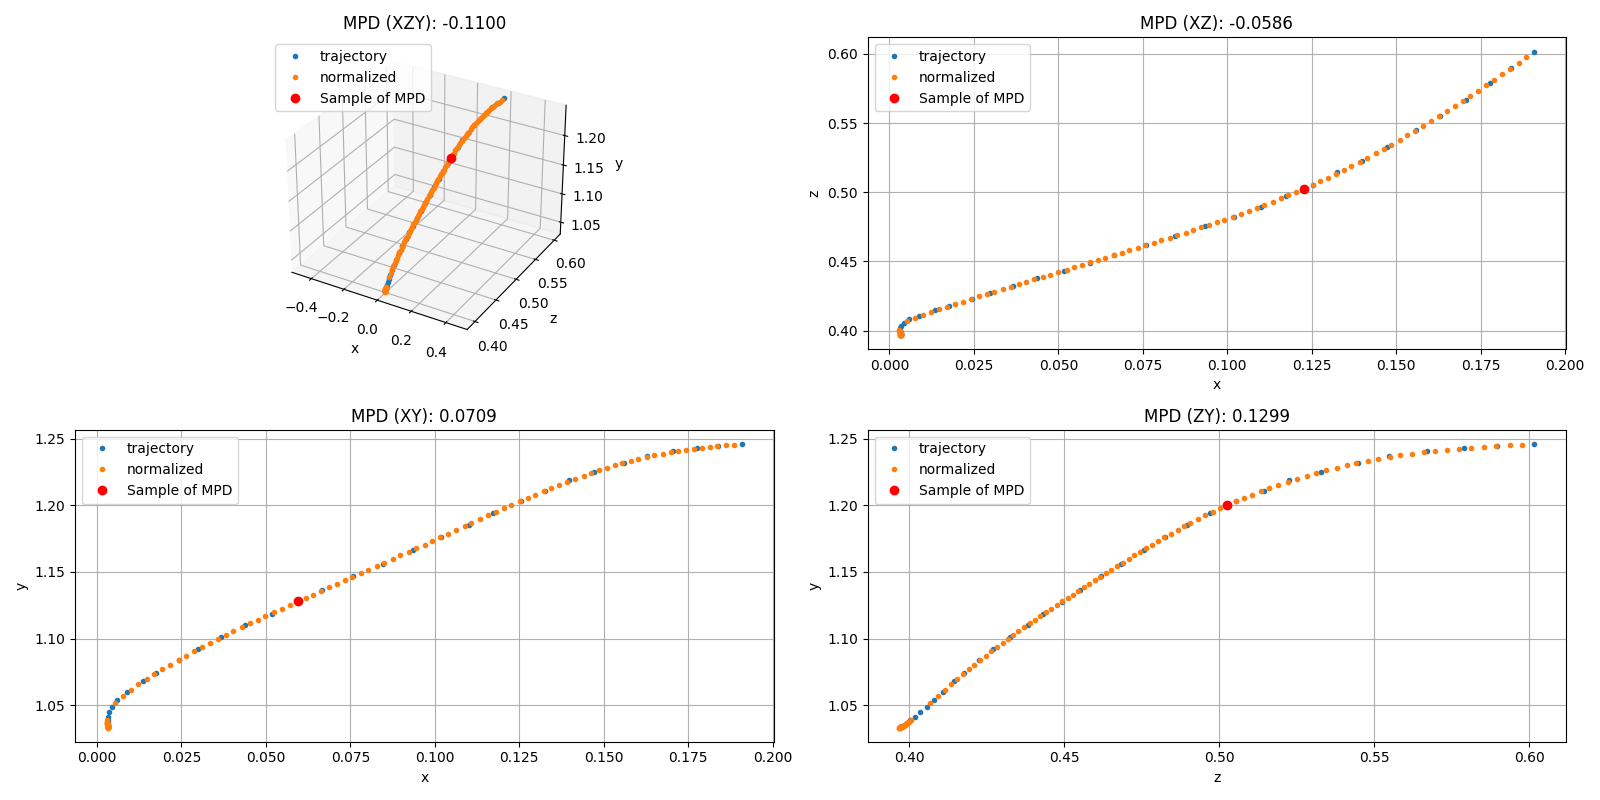 MPD (XZY): -0.1100
trajectory
normalized
Sample of MPD
1.20
1.15
1.10
1.05
y
−0.4
−0.2
0.0
0.2
0.4
x
0.40
0.45
0.50
0.55
0.60
z
MPD (XZ): -0.0586
trajectory
normalized
Sample of MPD
0.60
0.55
0.50
0.45
0.40
z
0.000 0.025 0.050 0.075 0.100 0.125 0.150 0.175 0.200
x
MPD (XY): 0.0709
trajectory
normalized
Sample of MPD
1.25
1.20
1.15
1.10
1.05
y
0.000 0.025 0.050 0.075 0.100 0.125 0.150 0.175 0.200
x
MPD (ZY): 0.1299
trajectory
normalized
Sample of MPD
1.25
1.20
1.15
1.10
1.05
y
0.40 0.45 0.50 0.55 0.60
z